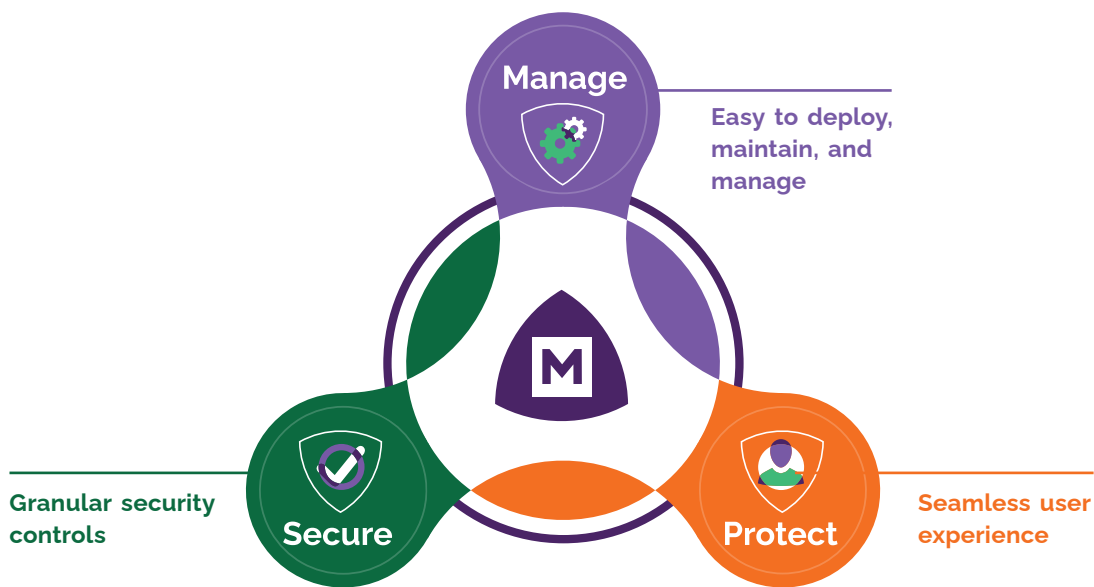 Manage
Easy to deploy,
maintain, and
manage
M
Granular security
controls
Secure
Protect
Seamless user
experience